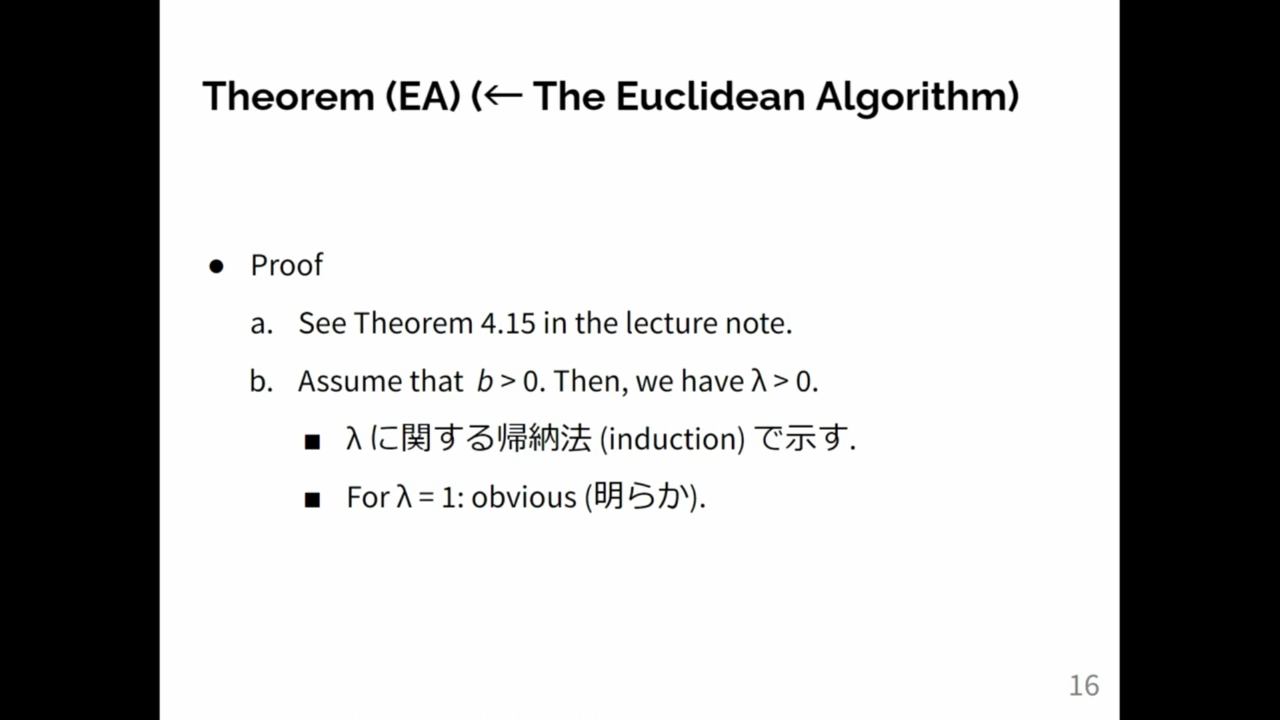 Theorem (EA) (← The Euclidean Algorithm)
● Proof
a. See Theorem 4.15 in the lecture note.
b. Assume that b > 0. Then, we have λ > 0.
■ λ に関する帰納法 (induction) で示す.
■ For λ = 1: obvious (明らか).
16